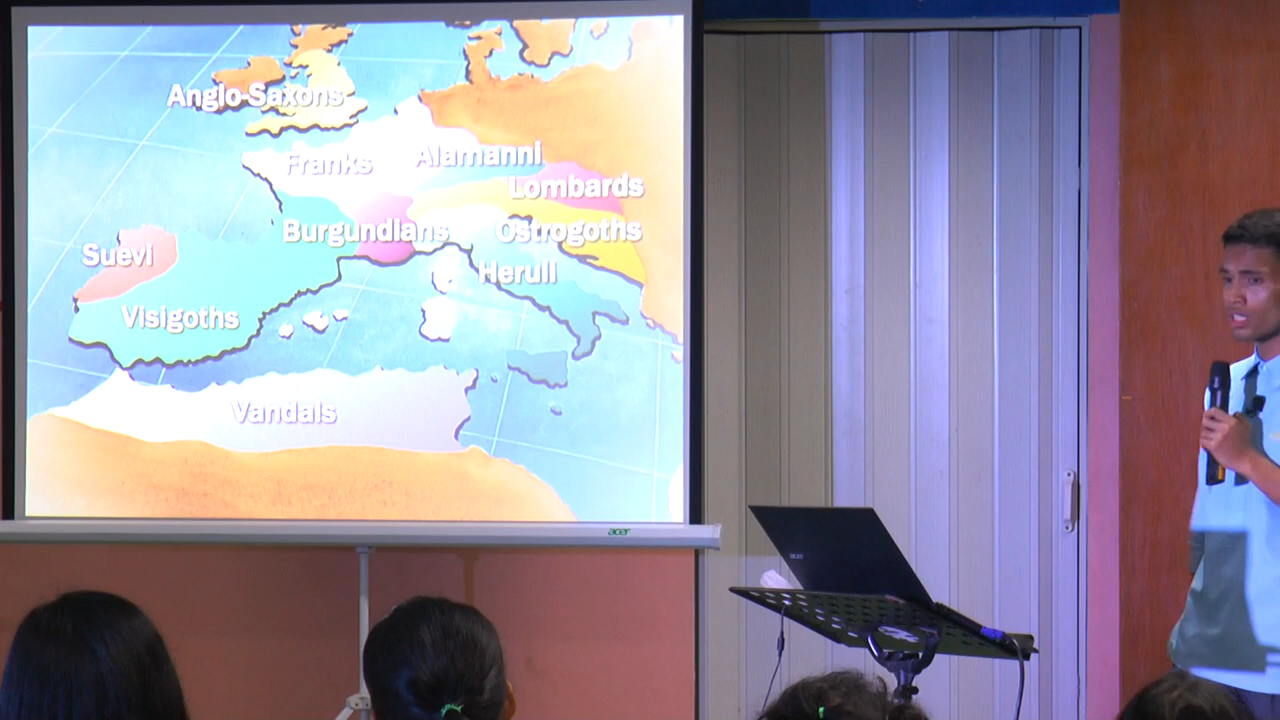 Anglo-Saxons
Franks
Alamanni
Lombards
Burgundians
Ostrogoths
Suevi
Heruli
Visigoths
Vandals
acer